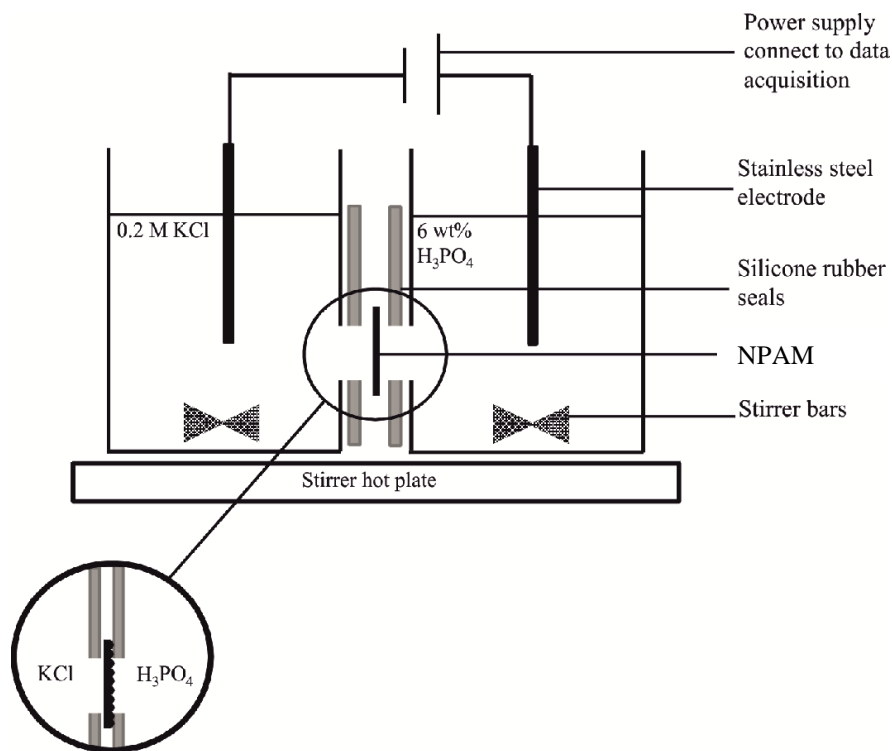 Power supply
connect to data
acquisition
Stainless steel
electrode
0.2 M KCl
6 wt%
H₃PO₄
Silicone rubber
seals
NPAM
Stirrer bars
Stirrer hot plate
KCl
H₃PO₄